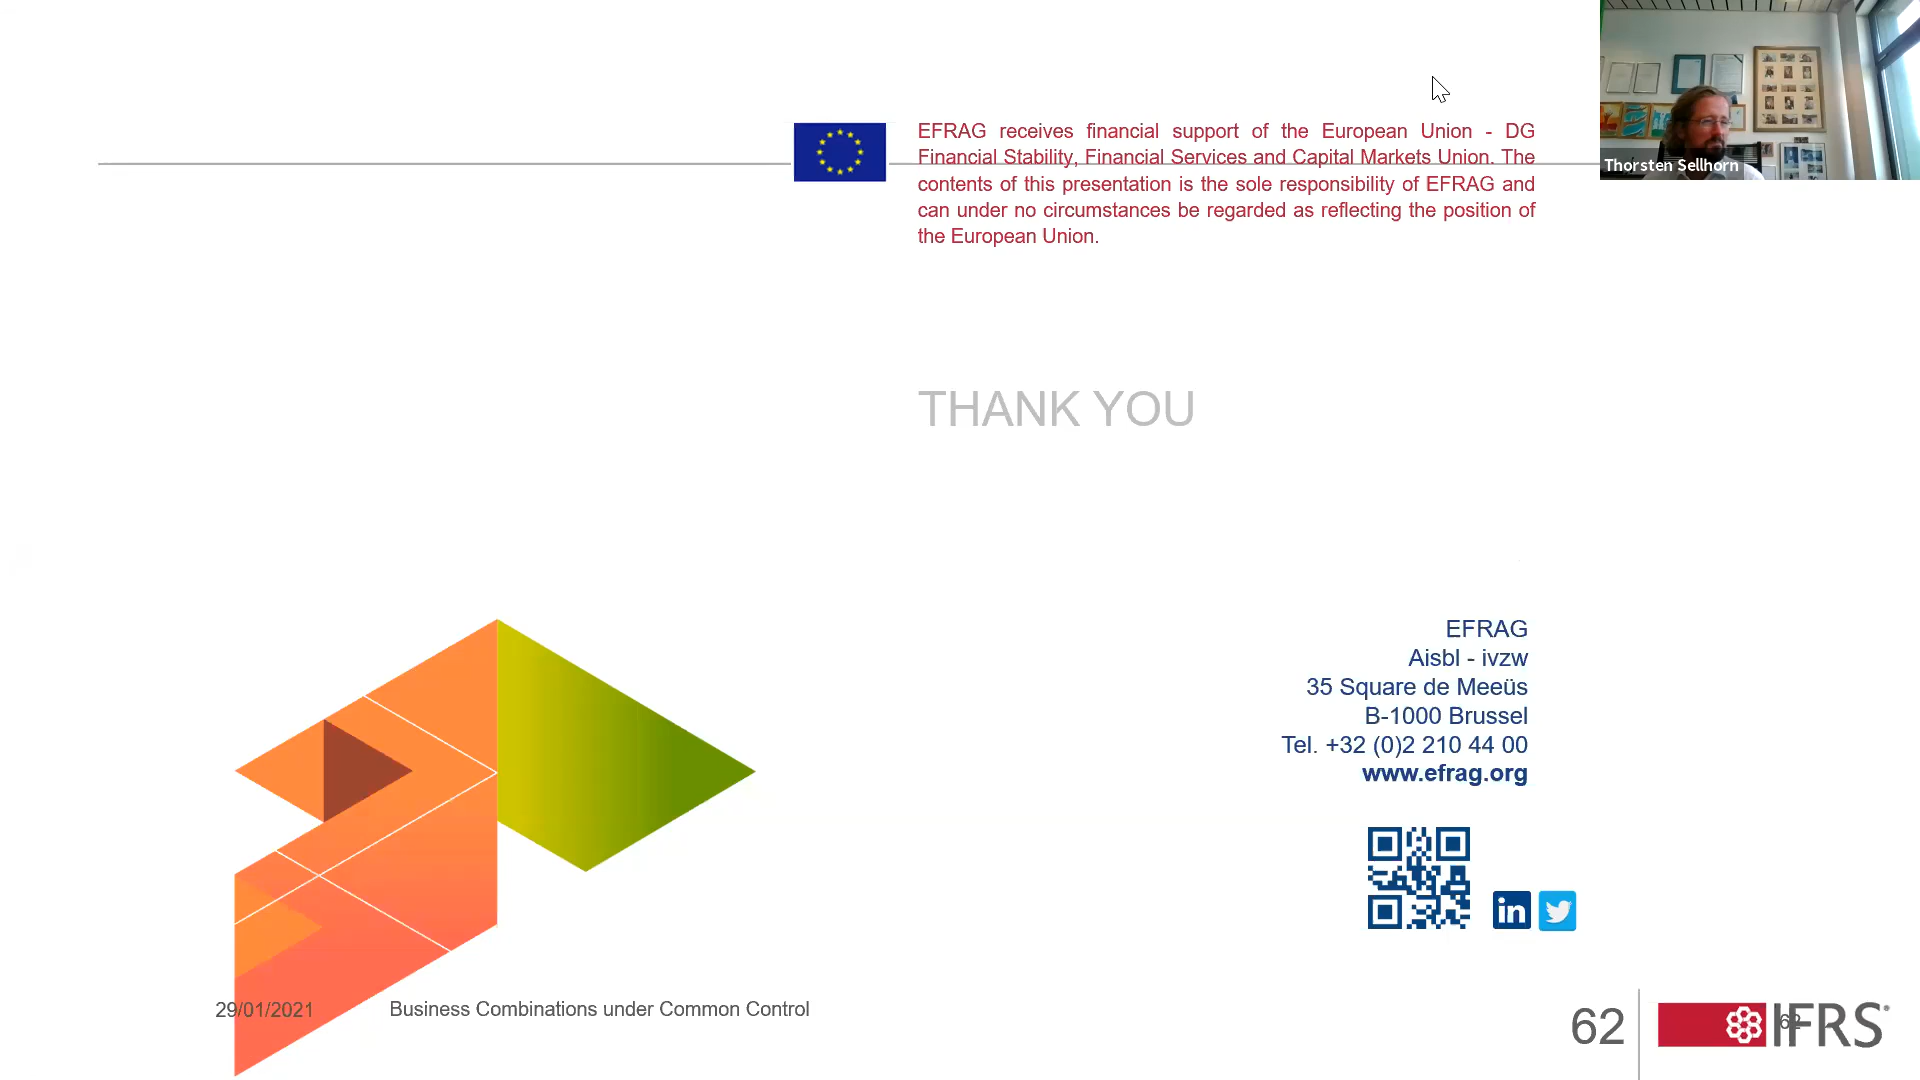 EFRAG receives financial support of the European Union - DG
Financial Stability, Financial Services and Capital Markets Union. The
contents of this presentation is the sole responsibility of EFRAG and
can under no circumstances be regarded as reflecting the position of
the European Union.
Thorsten Sellhorn
THANK YOU
EFRAG
Aisbl - ivzw
35 Square de Meeüs
B-1000 Brussel
Tel. +32 (0)2 210 44 00
www.efrag.org
in
29/01/2021
Business Combinations under Common Control
62
62
IFRS®